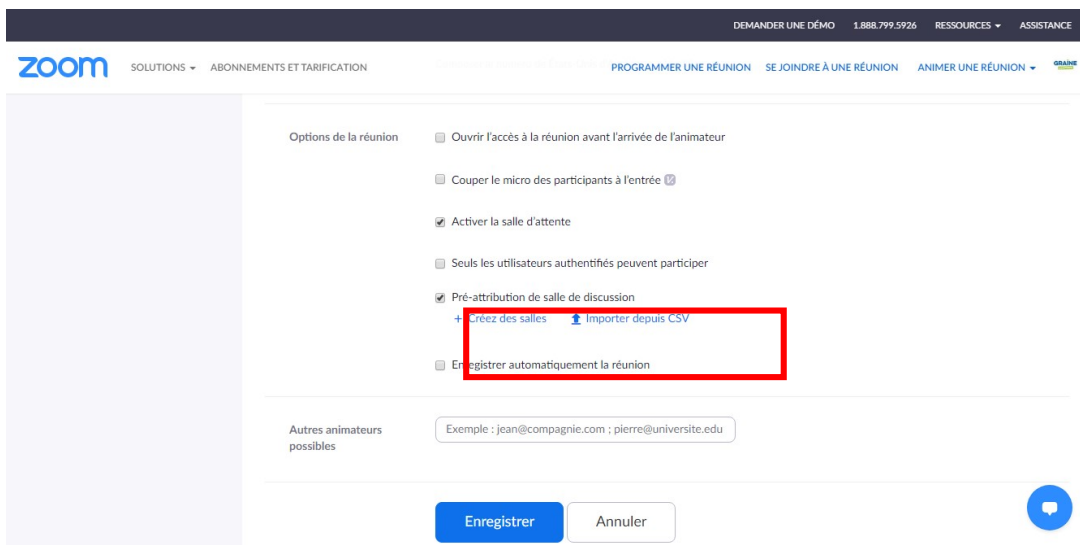 DEMANDER UNE DÉMO 1.888.799.5926 RESSOURCES ASSISTANCE
zoom SOLUTIONS ABONNEMENTS ET TARIFICATION PROGRAMMER UNE RÉUNION SE JOINDRE À UNE RÉUNION ANIMER UNE RÉUNION GRAINE
Options de la réunion
Ouvrir l'accès à la réunion avant l'arrivée de l'animateur
Couper le micro des participants à l'entrée
Activer la salle d'attente
Seuls les utilisateurs authentifiés peuvent participer
Pré-attribution de salle de discussion
+ Créez des salles Importer depuis CSV
Enregistrer automatiquement la réunion
Autres animateurs
possibles
Exemple : jean@compagnie.com ; pierre@universite.edu
Enregistrer Annuler